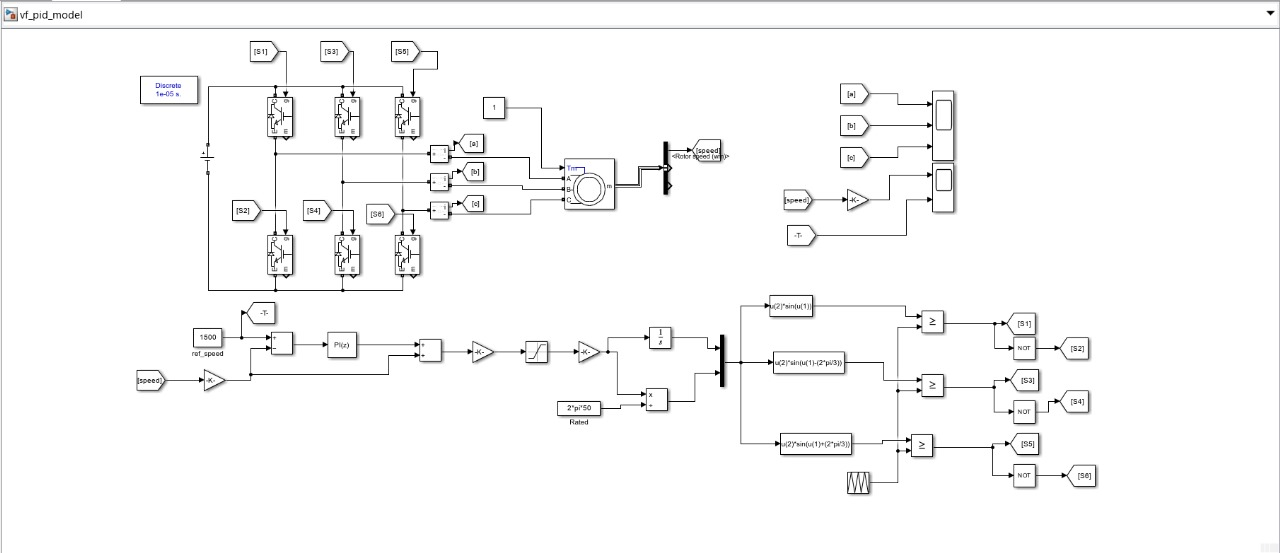 vf_pid_model
[S1]
[S3]
[S5]
Discrete
1e-05 s.
1
[a]
[b]
[c]
Tm
A
B
C
m
[speed]
<Rotor speed (wm)>
[S2]
[S4]
[S6]
[a]
[b]
[c]
[speed]
-K-
-T-
-T-
1500
ref_speed
PI(z)
[speed]
-K-
-K-
-K-
1
s
2*pi*50
Rated
u(2)*sin(u(1))
u(2)*sin(u(1)-(2*pi/3))
u(2)*sin(u(1)+(2*pi/3))
≥
≥
≥
[S1]
NOT
[S2]
[S3]
NOT
[S4]
[S5]
NOT
[S6]